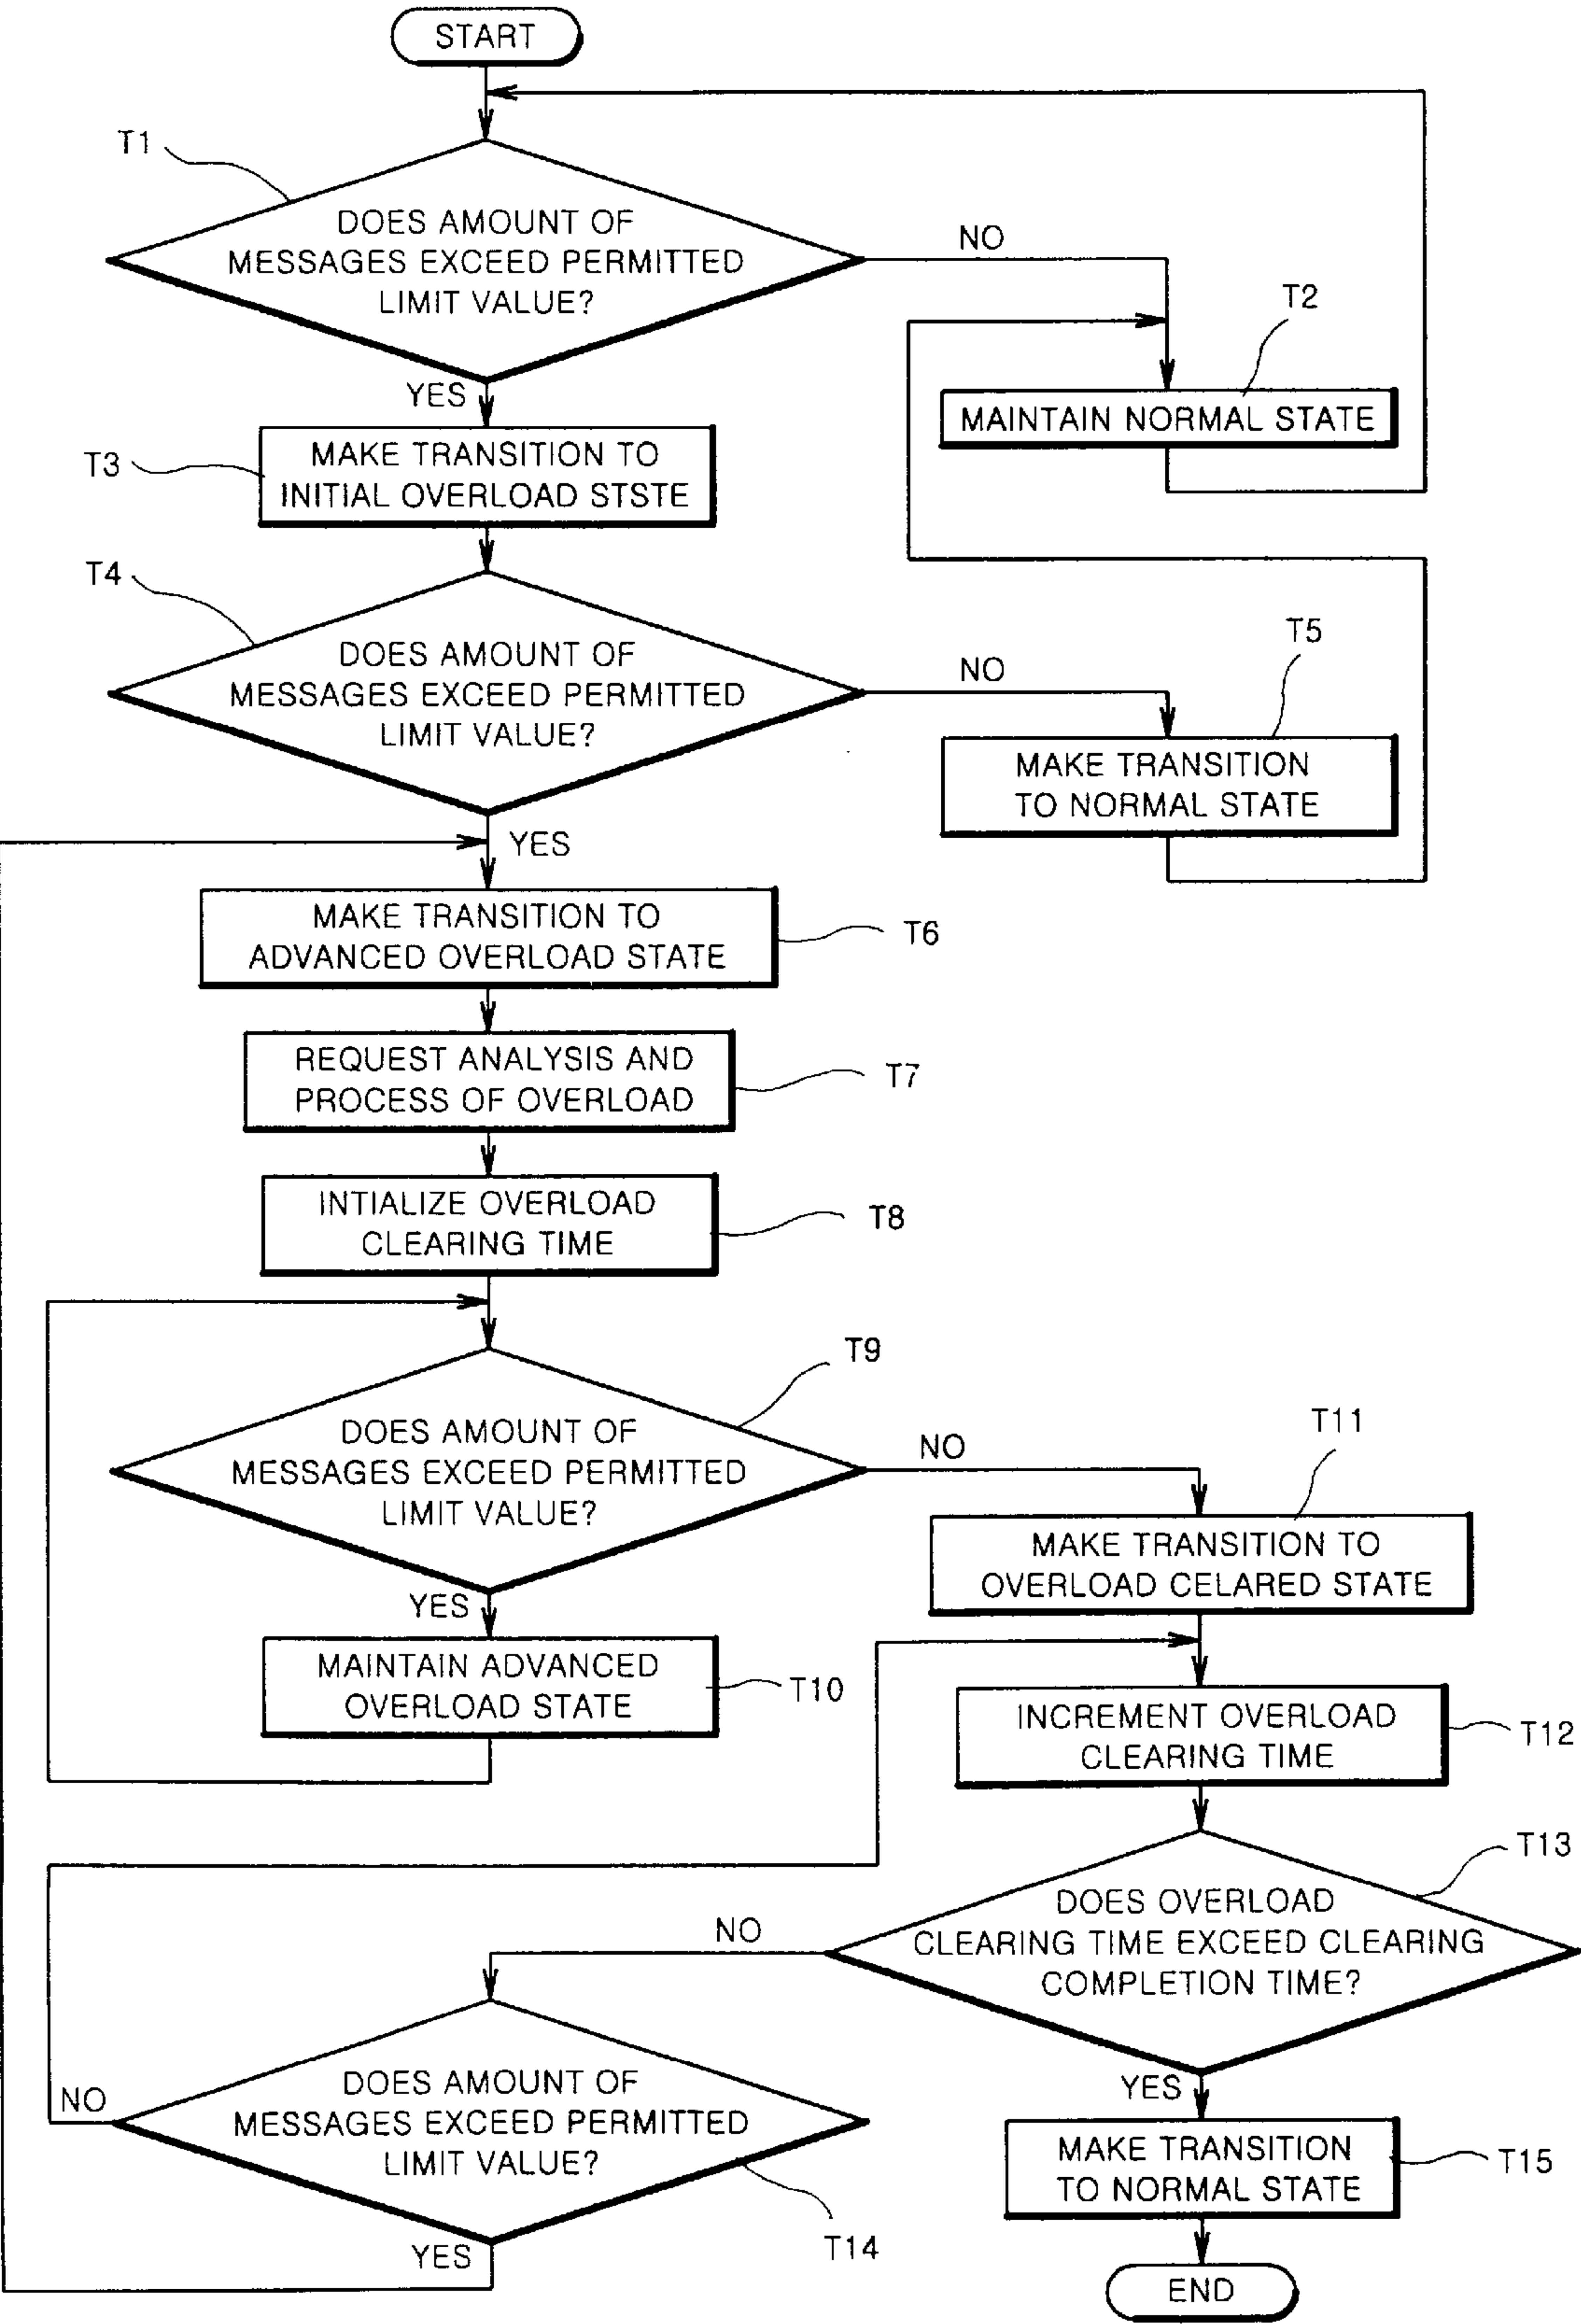 START
T1
DOES AMOUNT OF
MESSAGES EXCEED PERMITTED
LIMIT VALUE?
NO
T2
MAINTAIN NORMAL STATE
YES
T3
MAKE TRANSITION TO
INITIAL OVERLOAD STSTE
T4
DOES AMOUNT OF
MESSAGES EXCEED PERMITTED
LIMIT VALUE?
NO
T5
MAKE TRANSITION
TO NORMAL STATE
YES
MAKE TRANSITION TO
ADVANCED OVERLOAD STATE
T6
REQUEST ANALYSIS AND
PROCESS OF OVERLOAD
T7
INTIALIZE OVERLOAD
CLEARING TIME
T8
T9
DOES AMOUNT OF
MESSAGES EXCEED PERMITTED
LIMIT VALUE?
NO
T11
MAKE TRANSITION TO
OVERLOAD CELARED STATE
YES
MAINTAIN ADVANCED
OVERLOAD STATE
T10
INCREMENT OVERLOAD
CLEARING TIME
T12
T13
DOES OVERLOAD
CLEARING TIME EXCEED CLEARING
COMPLETION TIME?
NO
DOES AMOUNT OF
MESSAGES EXCEED PERMITTED
LIMIT VALUE?
NO
T14
YES
YES
MAKE TRANSITION
TO NORMAL STATE
T15
END